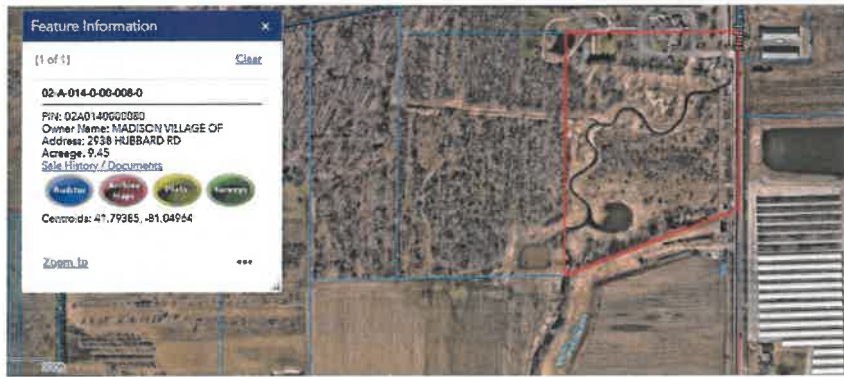 Feature Information ×
(1 of 1) Clear
02-A-014-0-00-008-0
PIN: 02A0140000080
Owner Name: MADISON VILLAGE OF
Address: 2938 HUBBARD RD
Acreage: 9.45
Sale History / Documents
Auditor Archive Maps Plats Surveys
Centroids: 41.79385, -81.04964
Zoom to •••